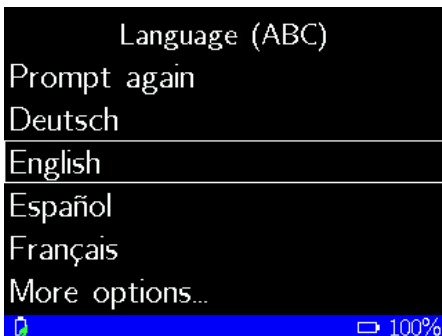 Language (ABC)
Prompt again
Deutsch
English
Español
Français
More options...
100%